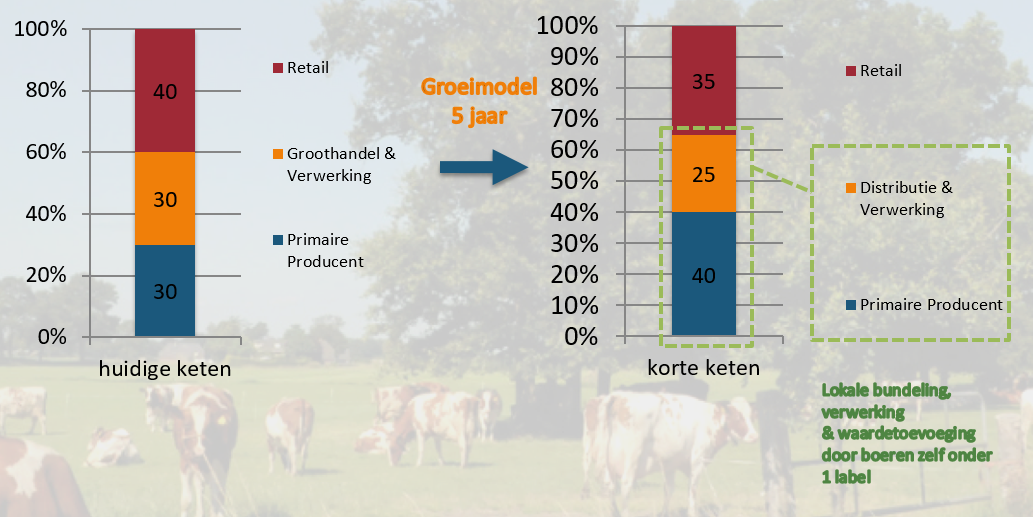 100%
80%
60%
40%
20%
0%
40
30
30
huidige keten
Retail
Groothandel &
Verwerking
Primaire
Producent
Groeimodel
5 jaar
100%
90%
80%
70%
60%
50%
40%
30%
20%
10%
0%
35
25
40
korte keten
Retail
Distributie &
Verwerking
Primaire Producent
Lokale bundeling,
verwerking
& waardetoevoeging
door boeren zelf onder
1 label